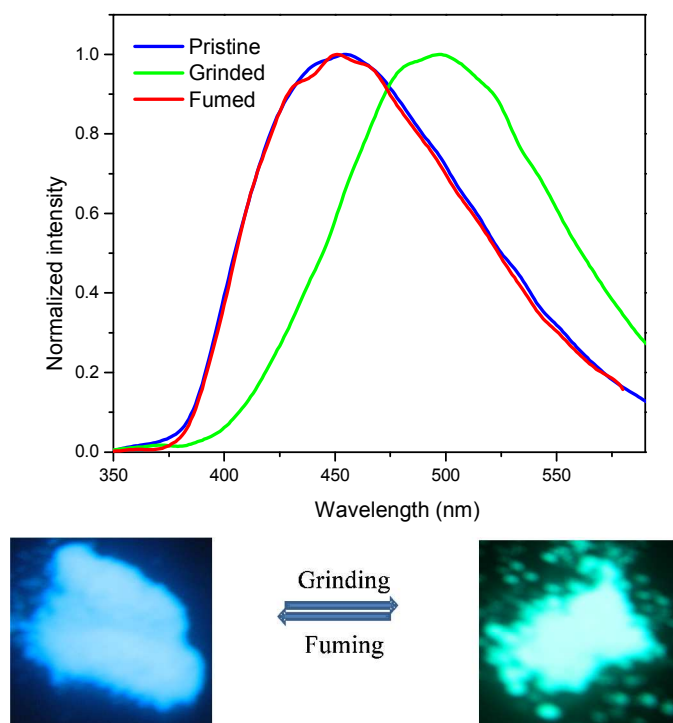 Pristine
Grinded
Fumed
Normalized intensity
1.0
0.8
0.6
0.4
0.2
0.0
350
400
450
500
550
Wavelength (nm)
Grinding
Fuming